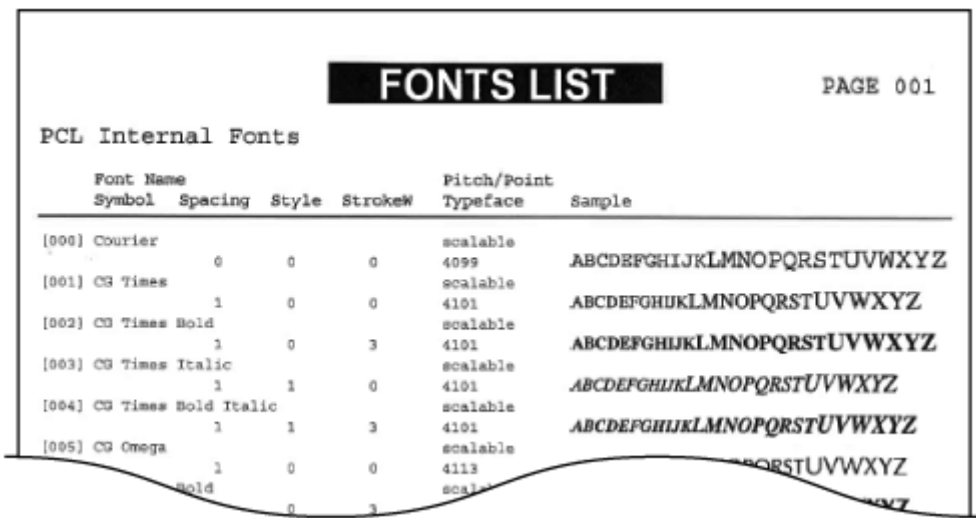 FONTS LIST
PAGE 001
PCL Internal Fonts
Font Name Pitch/Point
Symbol Spacing Style StrokeW Typeface Sample
[000] Courier scalable
0 0 0 4099 ABCDEFGHIJKLMNOPQRSTUVWXYZ
[001] CG Times scalable
1 0 0 4101 ABCDEFGHIJKLMNOPQRSTUVWXYZ
[002] CG Times Bold scalable
1 0 3 4101 ABCDEFGHIJKLMNOPQRSTUVWXYZ
[003] CG Times Italic scalable
1 1 0 4101 ABCDEFGHIJKLMNOPQRSTUVWXYZ
[004] CG Times Bold Italic scalable
1 1 3 4101 ABCDEFGHIJKLMNOPQRSTUVWXYZ
[005] CG Omega scalable
1 0 0 4113 PQRSTUVWXYZ
Bold
0 3